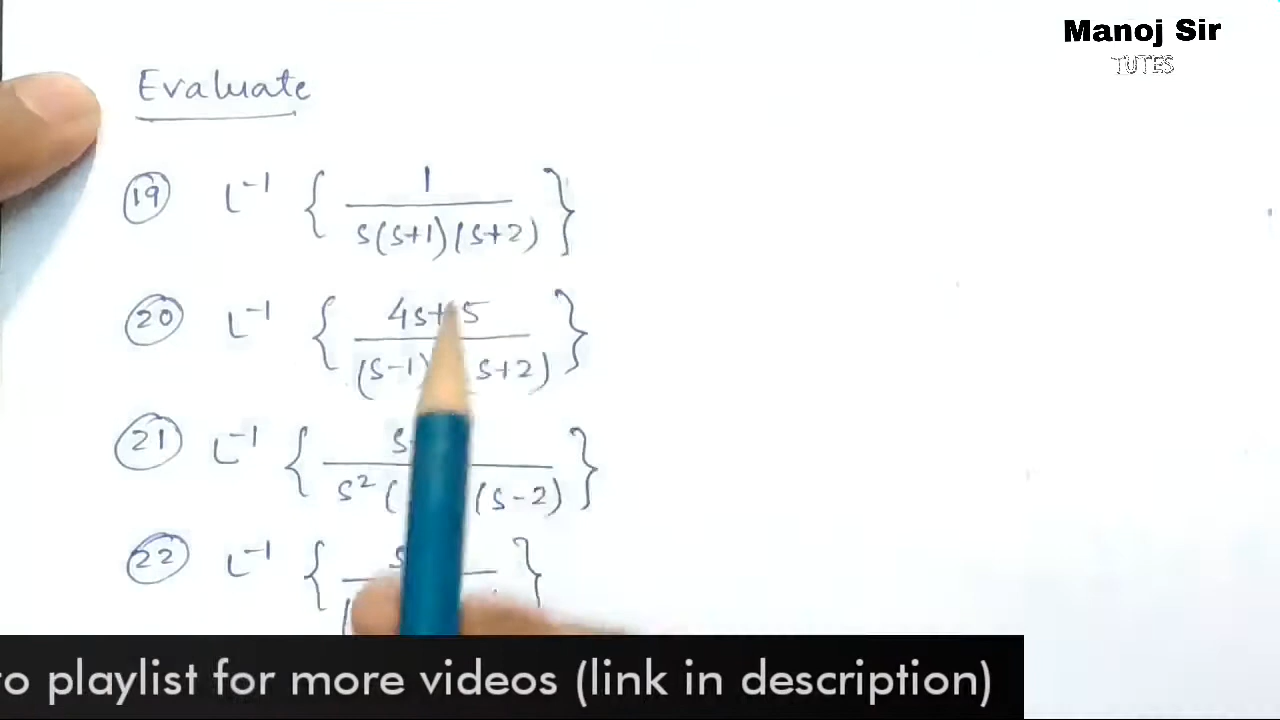 Manoj Sir
TUTES
Evaluate
19 L⁻¹ { 1 / s(s+1)(s+2) }
20 L⁻¹ { 4s+5 / (s-1) (s+2) }
21 L⁻¹ { s / s² ( (s-2) }
22 L⁻¹ { s }
to playlist for more videos (link in description)